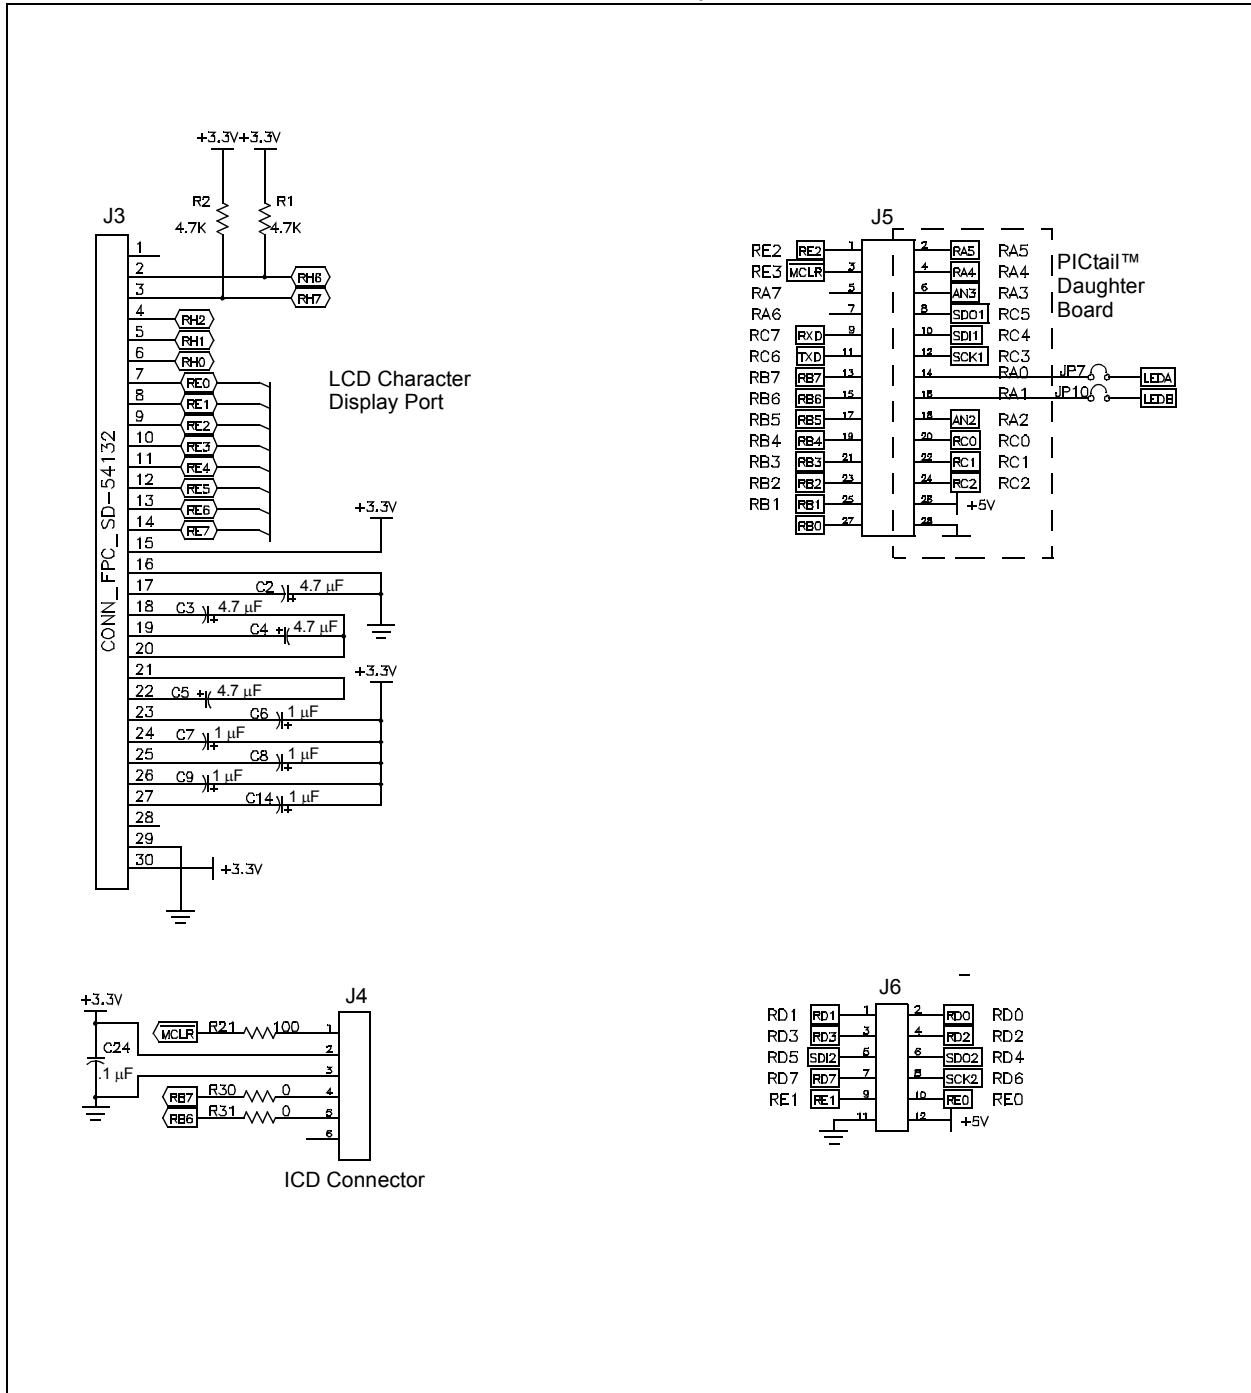 +3.3V +3.3V
R2 R1
4.7K 4.7K
J3
CONN_FPC_SD-54132
1
2 RH6
3 RH7
4 RH2
5 RH1
6 RH0
7 RE0
8 RE1
9 RE2
10 RE3
11 RE4
12 RE5
13 RE6
14 RE7
LCD Character
Display Port
+3.3V
15
16
17 C2 + 4.7 µF
18 C3 + 4.7 µF
19 C4 + 4.7 µF
20
21
+3.3V
22 C5 + 4.7 µF
23 C6 + 1 µF
24 C7 + 1 µF
25 C8 + 1 µF
26 C9 + 1 µF
27 C14 + 1 µF
28
29
30 +3.3V
J5
PICtail™
Daughter
Board
RE2 RE2 1 2 RA5 RA5
RE3 MCLR 3 4 RA4 RA4
RA7 5 6 AN3 RA3
RA6 7 8 SDO1 RC5
RC7 RXD 9 10 SDI1 RC4
RC6 TXD 11 12 SCK1 RC3
RB7 RB7 13 14 RA0 JP7 LEDA
RB6 RB6 15 16 RA1 JP10 LEDB
RB5 RB5 17 18 AN2 RA2
RB4 RB4 19 20 RC0 RC0
RB3 RB3 21 22 RC1 RC1
RB2 RB2 23 24 RC2 RC2
RB1 RB1 25 26 +5V
RB0 27 28
+3.3V
C24
.1 µF
J4
MCLR R21 100 1
2
3
RB7 R30 0 4
RB6 R31 0 5
6
ICD Connector
J6
RD1 RD1 1 2 RD0 RD0
RD3 RD3 3 4 RD2 RD2
RD5 SDI2 5 6 SDO2 RD4
RD7 RD7 7 8 SCK2 RD6
RE1 RE1 9 10 RE0 RE0
11 12 +5V